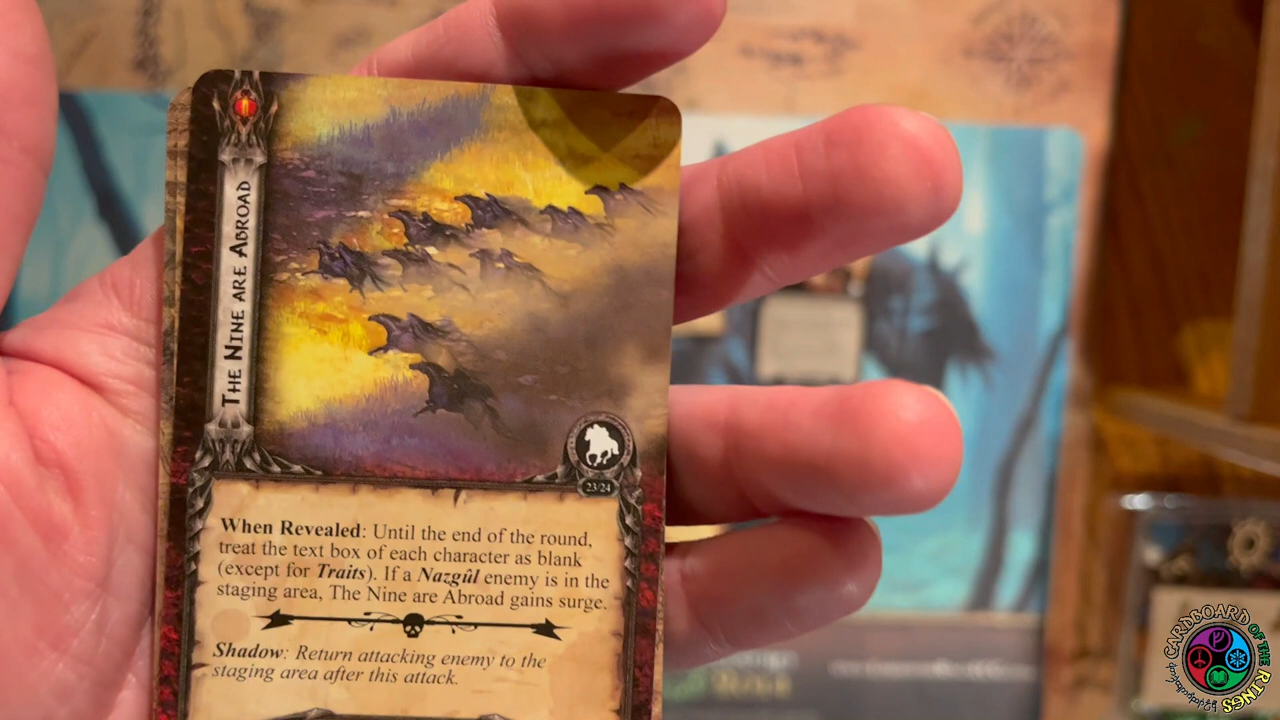 THE NINE ARE ABROAD
23/24
When Revealed: Until the end of the round,
treat the text box of each character as blank
(except for Traits). If a Nazgûl enemy is in the
staging area, The Nine are Abroad gains surge.
Shadow: Return attacking enemy to the
staging area after this attack.
CARDBOARD OF THE RINGS